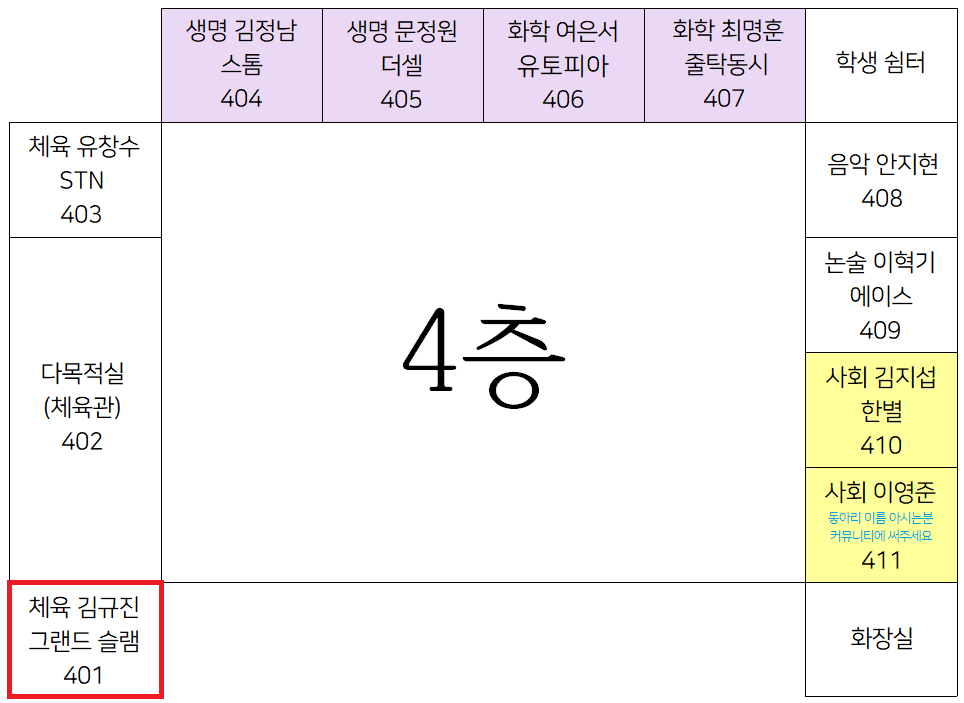 생명 김정남
스톰
404
생명 문정원
더셀
405
화학 여은서
유토피아
406
화학 최명훈
줄탁동시
407
학생 쉼터
체육 유창수
STN
403
음악 안지현
408
논술 이혁기
에이스
409
다목적실
(체육관)
402
4층
사회 김지섭
한별
410
사회 이영준
동아리 이름 아시는분
커뮤니티에 써주세요
411
체육 김규진
그랜드 슬램
401
화장실